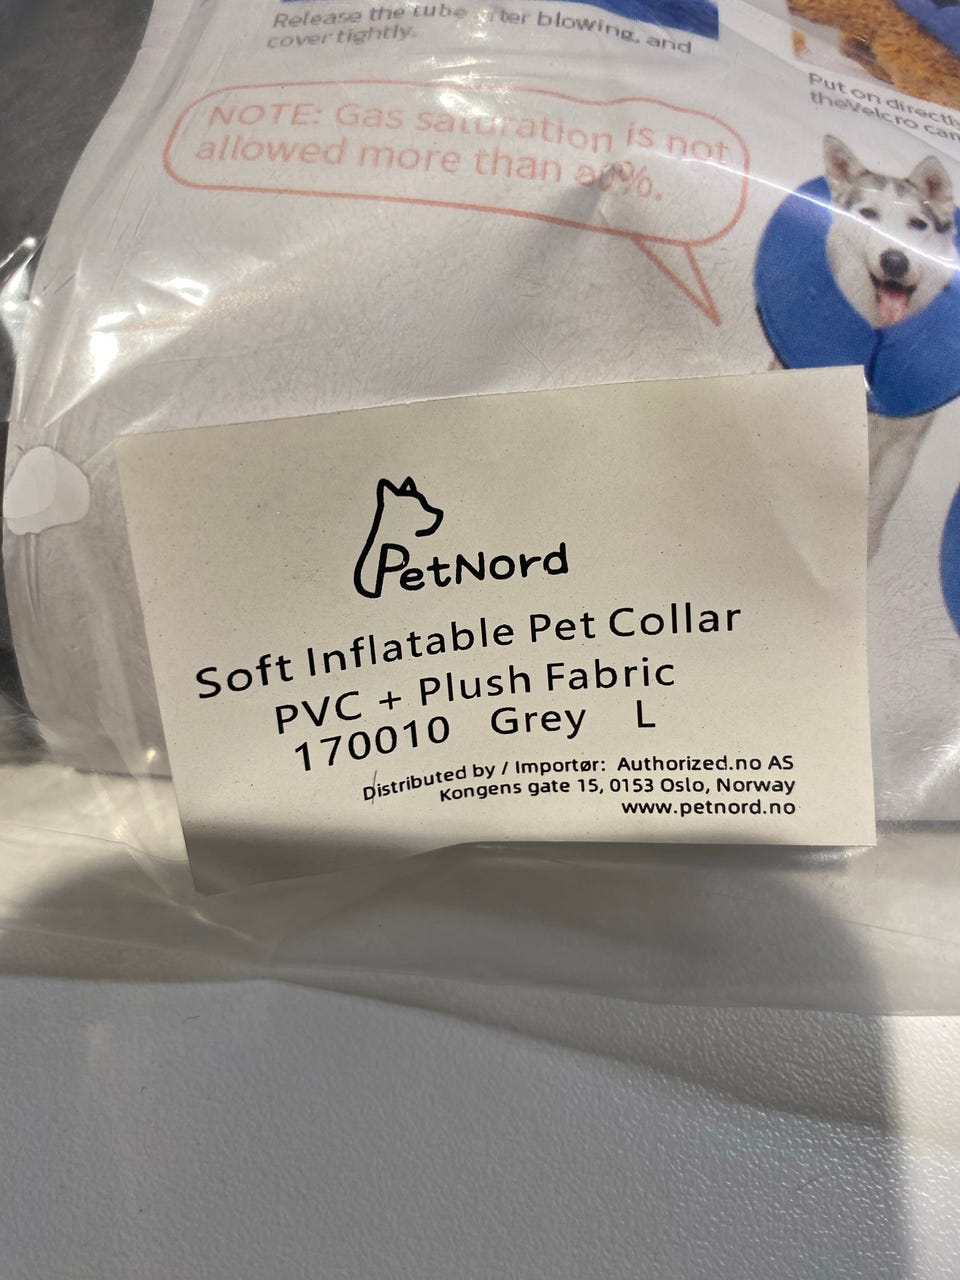 Release the tube after blowing, and
cover tightly.
Put on directly
theVelcro can
NOTE: Gas saturation is not
allowed more than
PetNord
Soft Inflatable Pet Collar
PVC + Plush Fabric
170010 Grey L
Distributed by / Importør: Authorized.no AS
Kongens gate 15, 0153 Oslo, Norway
www.petnord.no